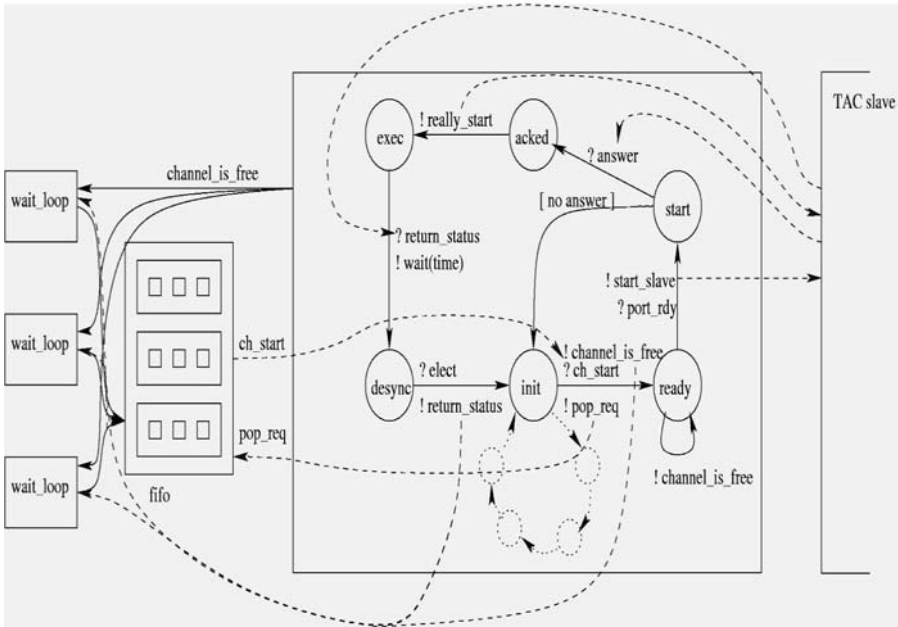 TAC slave
! really_start
exec
acked
? answer
channel_is_free
wait_loop
[ no answer ]
start
? return_status
! wait(time)
! start_slave
? port_rdy
wait_loop
ch_start
! channel_is_free
? elect
? ch_start
desync
init
ready
! return_status
! pop_req
pop_req
! channel_is_free
wait_loop
fifo